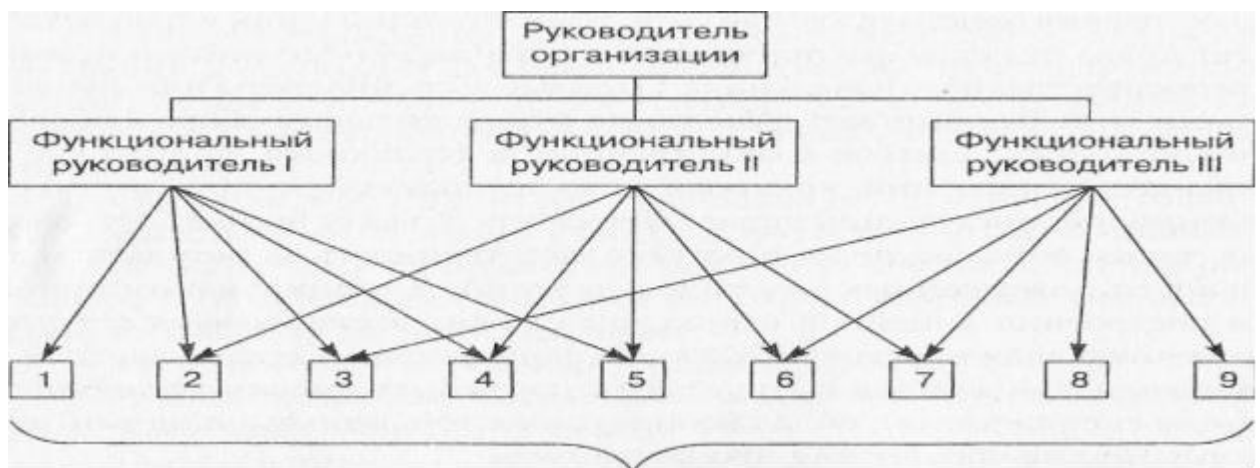 Руководитель
организации
Функциональный
руководитель I
Функциональный
руководитель II
Функциональный
руководитель III
1 2 3 4 5 6 7 8 9